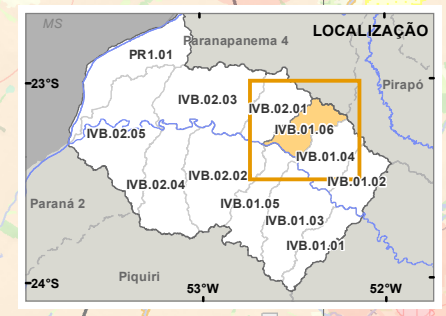 MS
LOCALIZAÇÃO
Paranapanema 4
PR1.01
23°S
Pirapó
IVB.02.03
IVB.02.01
IVB.02.05
IVB.01.06
IVB.01.04
IVB.02.02
IVB.02.04
IVB.01.02
Paraná 2
IVB.01.05
IVB.01.03
IVB.01.01
Piquiri
24°S
53°W
52°W